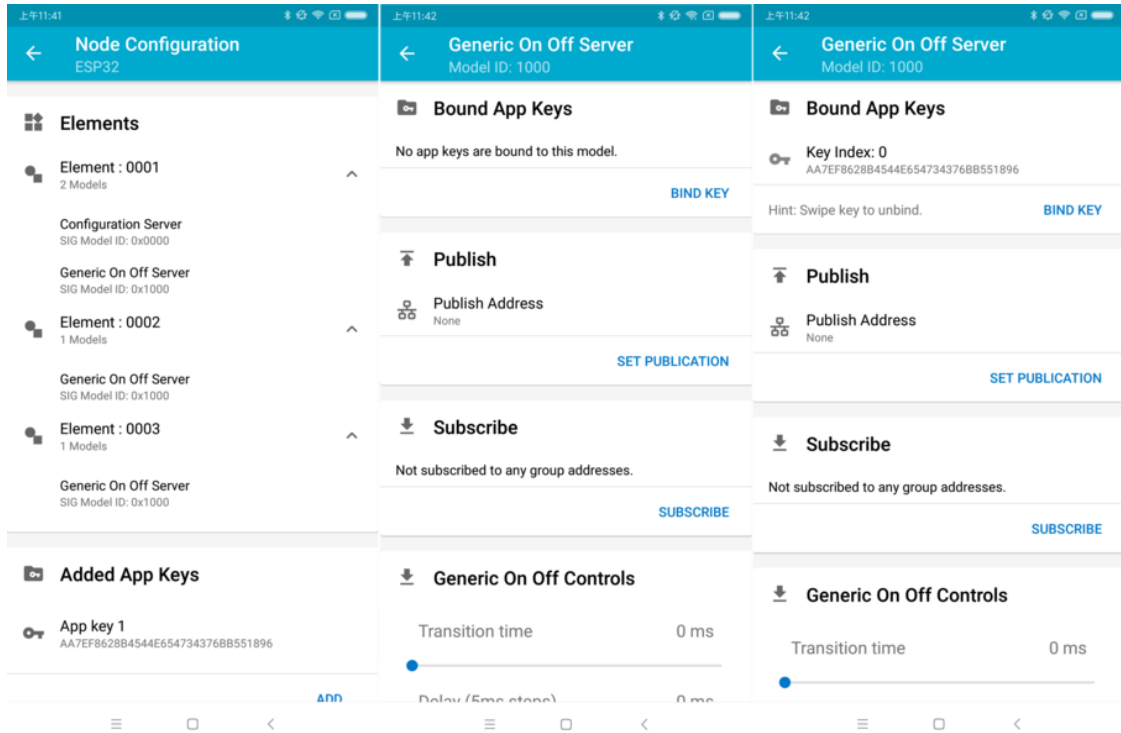 上午11:41
Node Configuration
ESP32
Elements
Element : 0001
2 Models
Configuration Server
SIG Model ID: 0x0000
Generic On Off Server
SIG Model ID: 0x1000
Element : 0002
1 Models
Generic On Off Server
SIG Model ID: 0x1000
Element : 0003
1 Models
Generic On Off Server
SIG Model ID: 0x1000
Added App Keys
App key 1
AA7EF8628B4544E654734376BB551896
ADD
上午11:42
Generic On Off Server
Model ID: 1000
Bound App Keys
No app keys are bound to this model.
BIND KEY
Publish
Publish Address
None
SET PUBLICATION
Subscribe
Not subscribed to any group addresses.
SUBSCRIBE
Generic On Off Controls
Transition time 0 ms
Delay (5ms steps) 0 ms
上午11:42
Generic On Off Server
Model ID: 1000
Bound App Keys
Key Index: 0
AA7EF8628B4544E654734376BB551896
Hint: Swipe key to unbind. BIND KEY
Publish
Publish Address
None
SET PUBLICATION
Subscribe
Not subscribed to any group addresses.
SUBSCRIBE
Generic On Off Controls
Transition time 0 ms